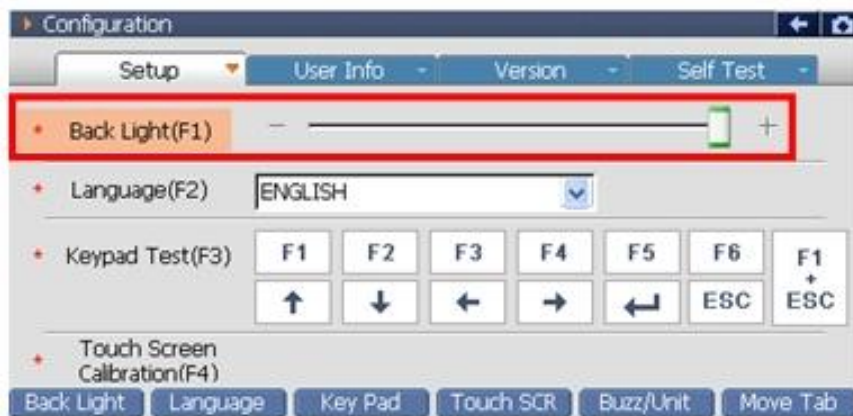 Configuration
Setup User Info Version Self Test
Back Light(F1) - +
Language(F2) ENGLISH
Keypad Test(F3) F1 F2 F3 F4 F5 F6 F1 + ESC
↑ ↓ ← → ↵ ESC
Touch Screen
Calibration(F4)
Back Light Language Key Pad Touch SCR Buzz/Unit Move Tab